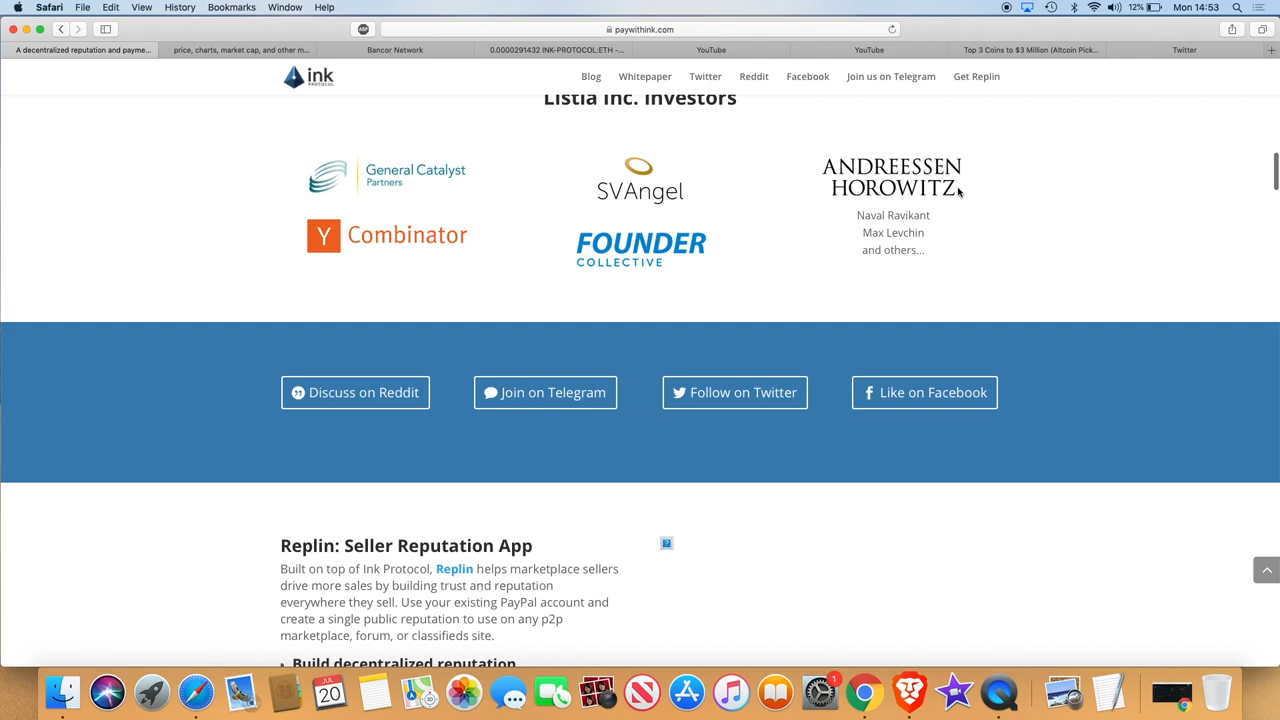 Safari File Edit View History Bookmarks Window Help 12% Mon 14:53
ABP paywithink.com
A decentralized reputation and payme... price, charts, market cap, and other m... Bancor Network 0.0000291432 INK-PROTOCOL:ETH -... YouTube YouTube Top 3 Coins to $3 Million (Altcoin Pick... Twitter
ink PROTOCOL Blog Whitepaper Twitter Reddit Facebook Join us on Telegram Get Replin
Listia Inc. Investors
General Catalyst
Partners
SVAngel
ANDREESSEN
HOROWITZ
Y Combinator
FOUNDER
COLLECTIVE
Naval Ravikant
Max Levchin
and others...
Discuss on Reddit Join on Telegram Follow on Twitter Like on Facebook
Replin: Seller Reputation App
Built on top of Ink Protocol, Replin helps marketplace sellers
drive more sales by building trust and reputation
everywhere they sell. Use your existing PayPal account and
create a single public reputation to use on any p2p
marketplace, forum, or classifieds site.
Build decentralized reputation
JUL
20
1